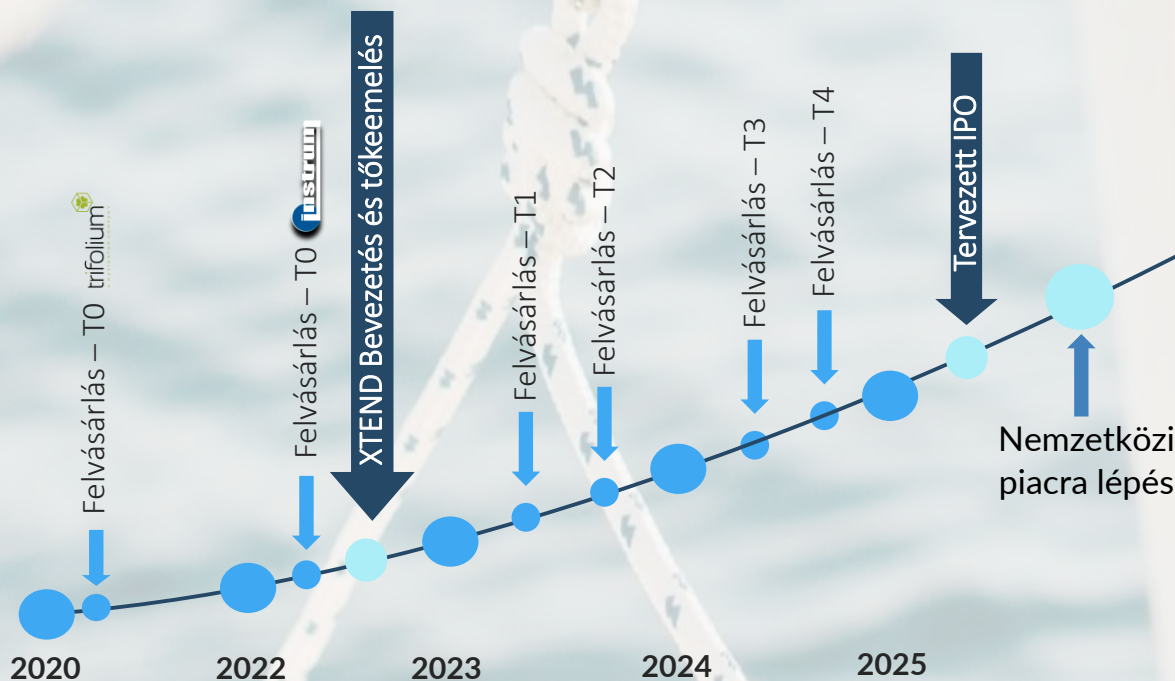 Felvásárlás – T0
trifolium
Felvásárlás – T0
instrum
XTEND Bevezetés és tőkeemelés
Felvásárlás – T1
Felvásárlás – T2
Felvásárlás – T3
Felvásárlás – T4
Tervezett IPO
Nemzetközi
piacra lépés
2020
2022
2023
2024
2025